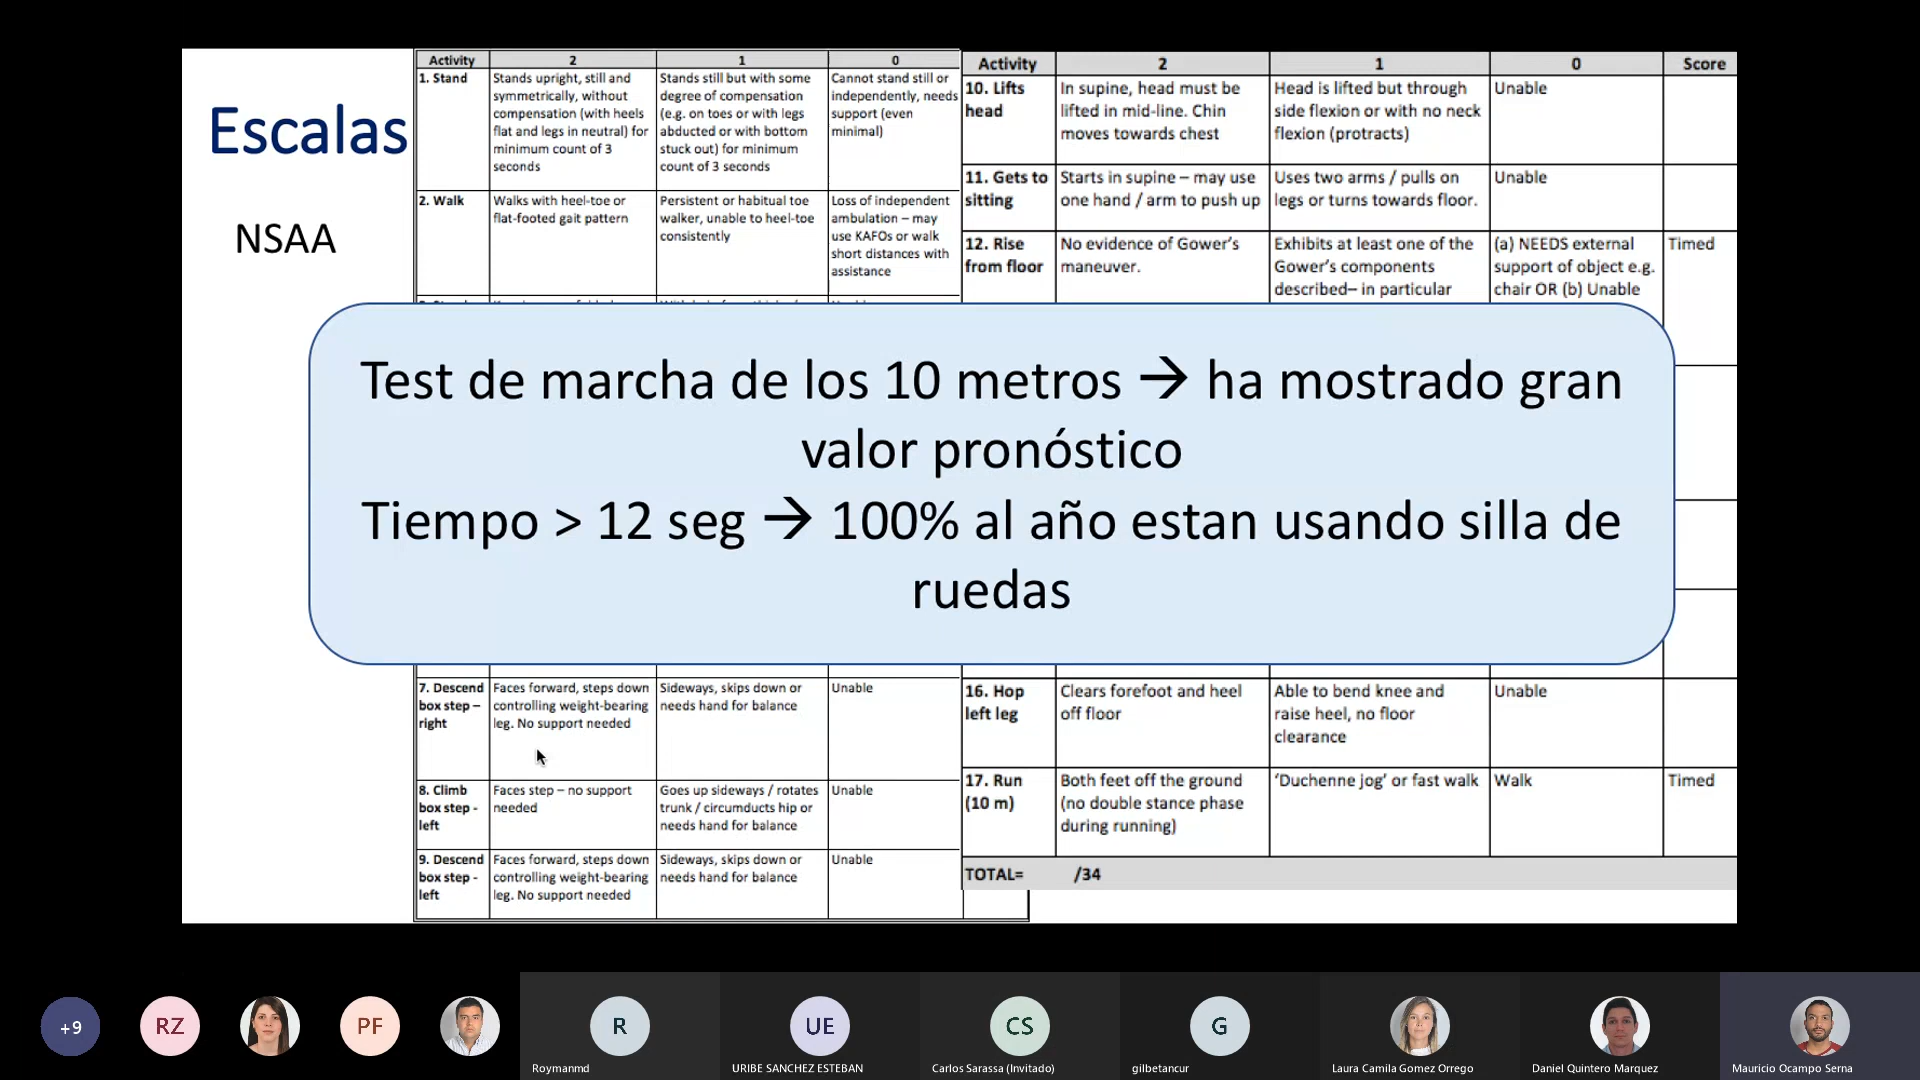 Escalas
NSAA
Activity 2 1 0
1. Stand
Stands upright, still and
symmetrically, without
compensation (with heels
flat and legs in neutral) for
minimum count of 3
seconds
Stands still but with some
degree of compensation
(e.g. on toes or with legs
abducted or with bottom
stuck out) for minimum
count of 3 seconds
Cannot stand still or
independently, needs
support (even
minimal)
2. Walk
Walks with heel-toe or
flat-footed gait pattern
Persistent or habitual toe
walker, unable to heel-toe
consistently
Loss of independent
ambulation – may
use KAFOs or walk
short distances with
assistance
7. Descend
box step –
right
Faces forward, steps down
controlling weight-bearing
leg. No support needed
Sideways, skips down or
needs hand for balance
Unable
8. Climb
box step -
left
Faces step – no support
needed
Goes up sideways / rotates
trunk / circumducts hip or
needs hand for balance
Unable
9. Descend
box step -
left
Faces forward, steps down
controlling weight-bearing
leg. No support needed
Sideways, skips down or
needs hand for balance
Unable
Activity 2 1 0 Score
10. Lifts
head
In supine, head must be
lifted in mid-line. Chin
moves towards chest
Head is lifted but through
side flexion or with no neck
flexion (protracts)
Unable
11. Gets to
sitting
Starts in supine – may use
one hand / arm to push up
Uses two arms / pulls on
legs or turns towards floor.
Unable
12. Rise
from floor
No evidence of Gower's
maneuver.
Exhibits at least one of the
Gower's components
described– in particular
(a) NEEDS external
support of object e.g.
chair OR (b) Unable
Timed
Test de marcha de los 10 metros → ha mostrado gran
valor pronóstico
Tiempo > 12 seg → 100% al año estan usando silla de
ruedas
16. Hop
left leg
Clears forefoot and heel
off floor
Able to bend knee and
raise heel, no floor
clearance
Unable
17. Run
(10 m)
Both feet off the ground
(no double stance phase
during running)
'Duchenne jog' or fast walk
Walk
Timed
TOTAL= /34
+9
RZ
PF
R
Roymanmd
UE
URIBE SANCHEZ ESTEBAN
CS
Carlos Sarassa (Invitado)
G
gilbetancur
Laura Camila Gomez Orrego
Daniel Quintero Marquez
Mauricio Ocampo Serna